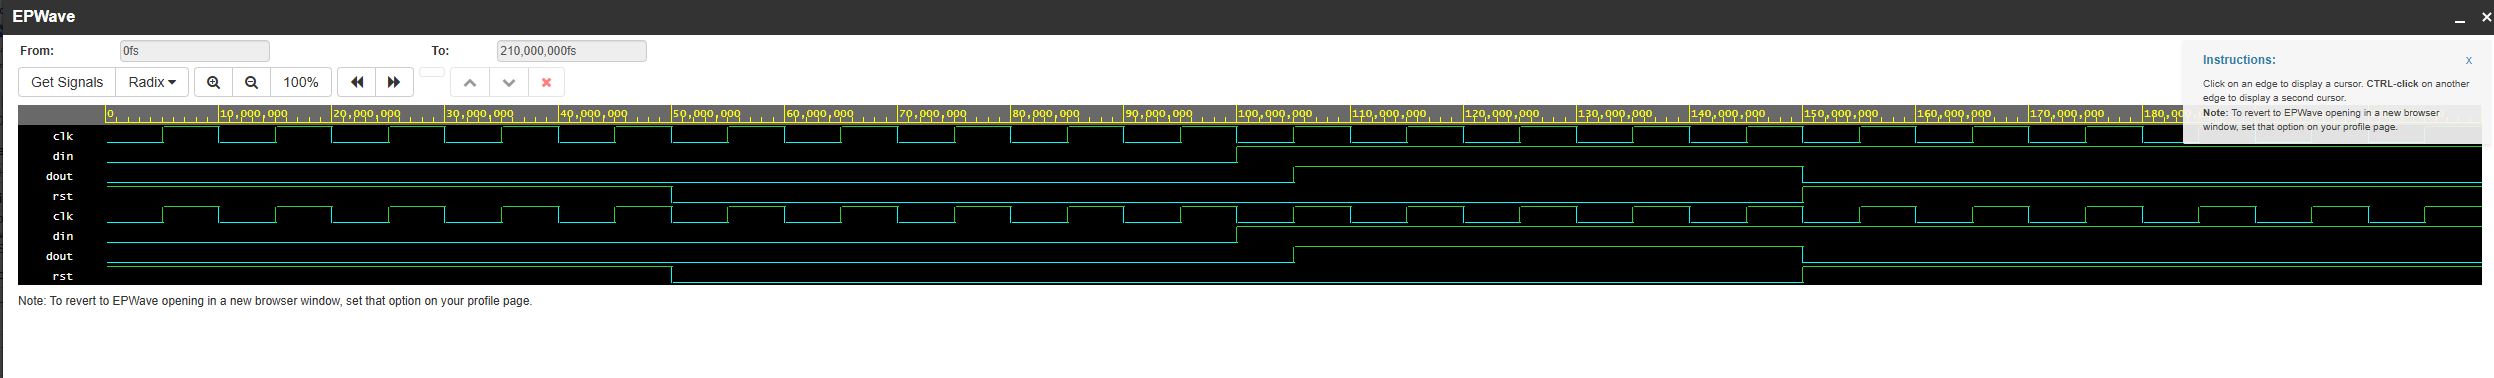 EPWave
From: 0fs To: 210,000,000fs
Get Signals Radix 100%
Instructions: x
Click on an edge to display a cursor. CTRL-click on another
edge to display a second cursor.
Note: To revert to EPWave opening in a new browser
window, set that option on your profile page.
0 10,000,000 20,000,000 30,000,000 40,000,000 50,000,000 60,000,000 70,000,000 80,000,000 90,000,000 100,000,000 110,000,000 120,000,000 130,000,000 140,000,000 150,000,000 160,000,000 170,000,000
clk
din
dout
rst
clk
din
dout
rst
Note: To revert to EPWave opening in a new browser window, set that option on your profile page.